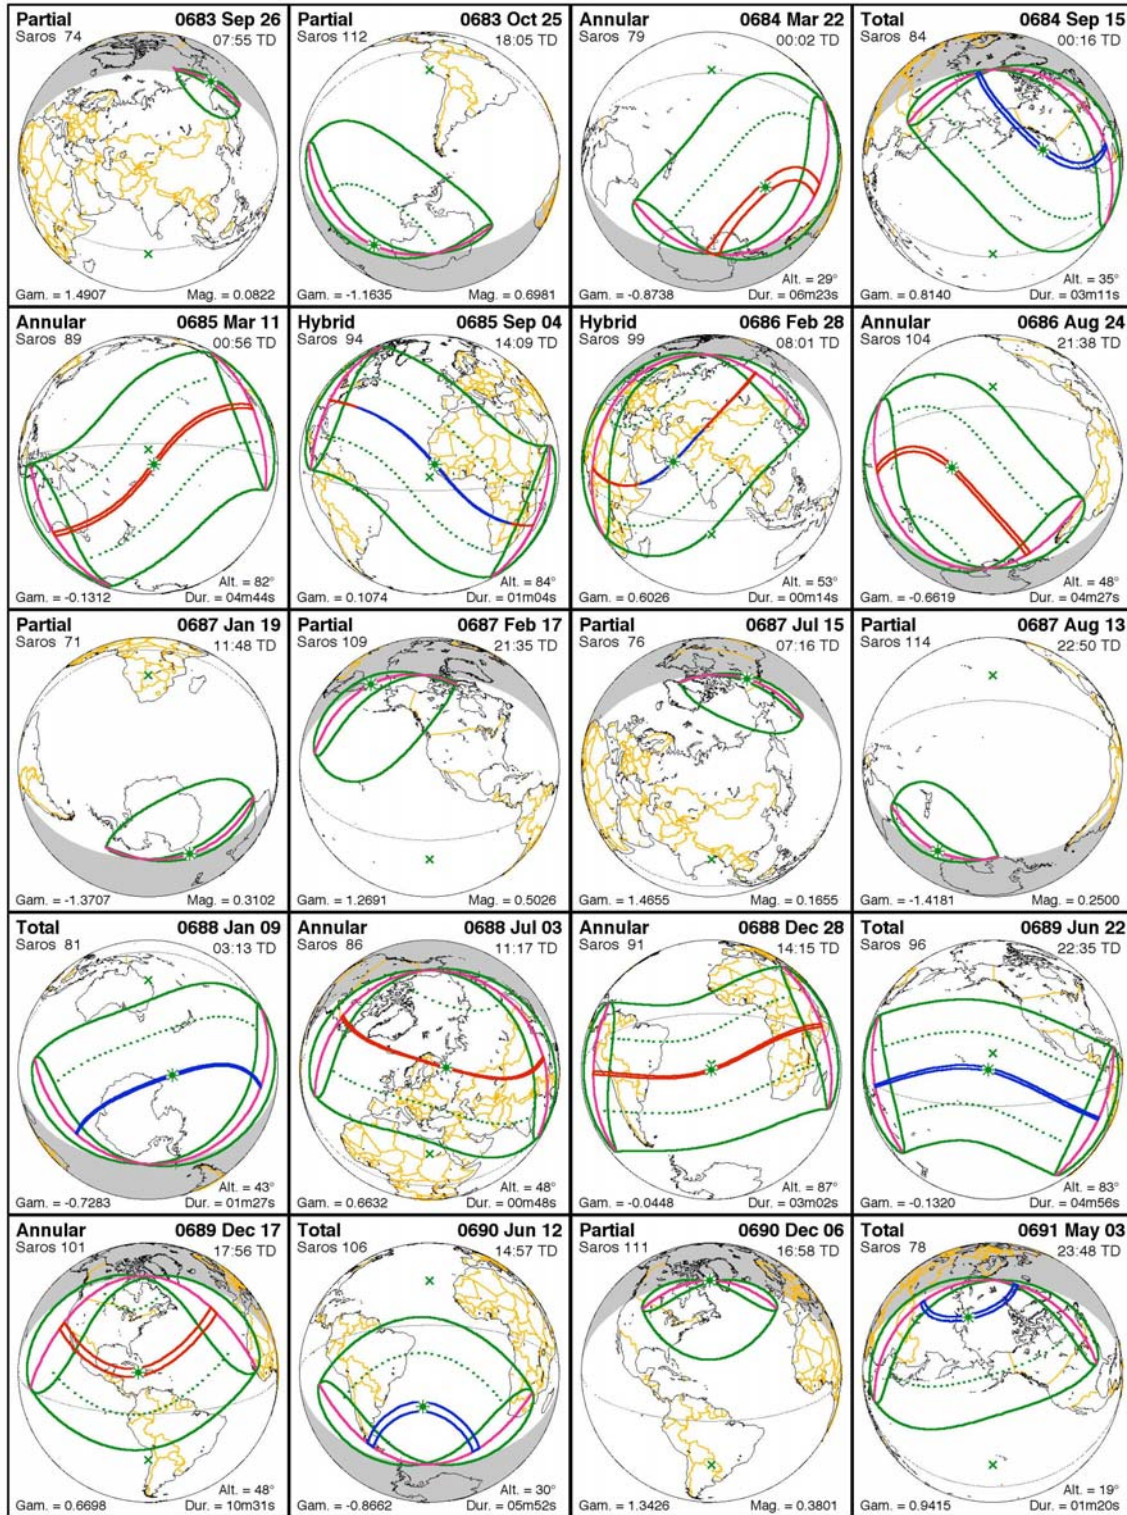 Partial 0683 Sep 26
Saros 74 07:55 TD
Gam. = 1.4907 Mag. = 0.0822
Partial 0683 Oct 25
Saros 112 18:05 TD
Gam. = -1.1635 Mag. = 0.6981
Annular 0684 Mar 22
Saros 79 00:02 TD
Alt. = 29°
Gam. = -0.8738 Dur. = 06m23s
Total 0684 Sep 15
Saros 84 00:16 TD
Alt. = 35°
Gam. = 0.8140 Dur. = 03m11s
Annular 0685 Mar 11
Saros 89 00:56 TD
Alt. = 82°
Gam. = -0.1312 Dur. = 04m44s
Hybrid 0685 Sep 04
Saros 94 14:09 TD
Alt. = 84°
Gam. = 0.1074 Dur. = 01m04s
Hybrid 0686 Feb 28
Saros 99 08:01 TD
Alt. = 53°
Gam. = 0.6026 Dur. = 00m14s
Annular 0686 Aug 24
Saros 104 21:38 TD
Alt. = 48°
Gam. = -0.6619 Dur. = 04m27s
Partial 0687 Jan 19
Saros 71 11:48 TD
Gam. = -1.3707 Mag. = 0.3102
Partial 0687 Feb 17
Saros 109 21:35 TD
Gam. = 1.2691 Mag. = 0.5026
Partial 0687 Jul 15
Saros 76 07:16 TD
Gam. = 1.4655 Mag. = 0.1655
Partial 0687 Aug 13
Saros 114 22:50 TD
Gam. = -1.4181 Mag. = 0.2500
Total 0688 Jan 09
Saros 81 03:13 TD
Alt. = 43°
Gam. = -0.7283 Dur. = 01m27s
Annular 0688 Jul 03
Saros 86 11:17 TD
Alt. = 48°
Gam. = 0.6632 Dur. = 00m48s
Annular 0688 Dec 28
Saros 91 14:15 TD
Alt. = 87°
Gam. = -0.0448 Dur. = 03m02s
Total 0689 Jun 22
Saros 96 22:35 TD
Alt. = 83°
Gam. = -0.1320 Dur. = 04m56s
Annular 0689 Dec 17
Saros 101 17:56 TD
Alt. = 48°
Gam. = 0.6698 Dur. = 10m31s
Total 0690 Jun 12
Saros 106 14:57 TD
Alt. = 30°
Gam. = -0.8662 Dur. = 05m52s
Partial 0690 Dec 06
Saros 111 16:58 TD
Gam. = 1.3426 Mag. = 0.3801
Total 0691 May 03
Saros 78 23:48 TD
Alt. = 19°
Gam. = 0.9415 Dur. = 01m20s